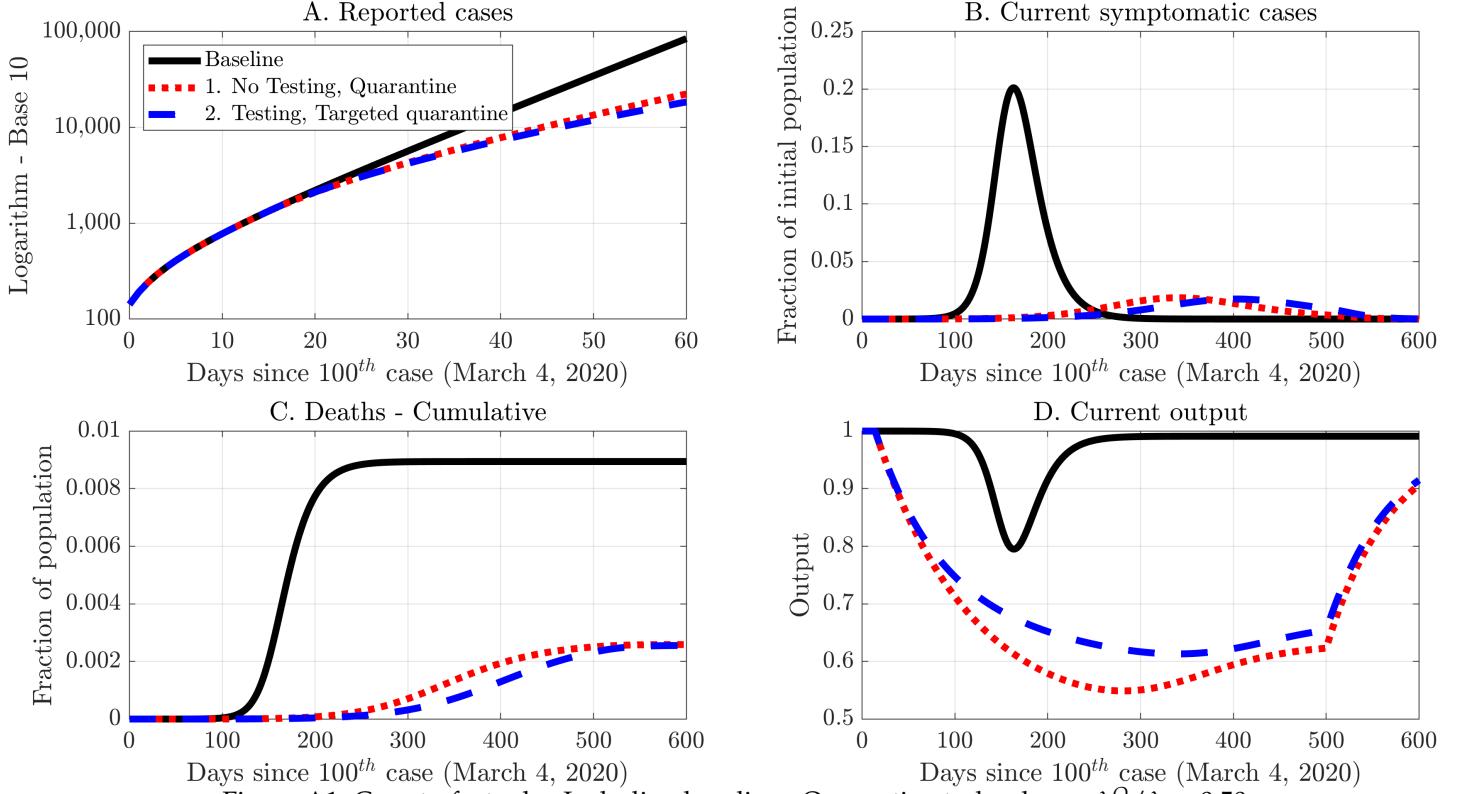 A. Reported cases
100,000
10,000
1,000
100
Logarithm - Base 10
Baseline
1. No Testing, Quarantine
2. Testing, Targeted quarantine
0 10 20 30 40 50 60
Days since 100th case (March 4, 2020)
B. Current symptomatic cases
0.25
0.2
0.15
0.1
0.05
0
Fraction of initial population
0 100 200 300 400 500 600
Days since 100th case (March 4, 2020)
C. Deaths - Cumulative
0.01
0.008
0.006
0.004
0.002
0
Fraction of population
0 100 200 300 400 500 600
Days since 100th case (March 4, 2020)
D. Current output
1
0.9
0.8
0.7
0.6
0.5
Output
0 100 200 300 400 500 600
Days since 100th case (March 4, 2020)